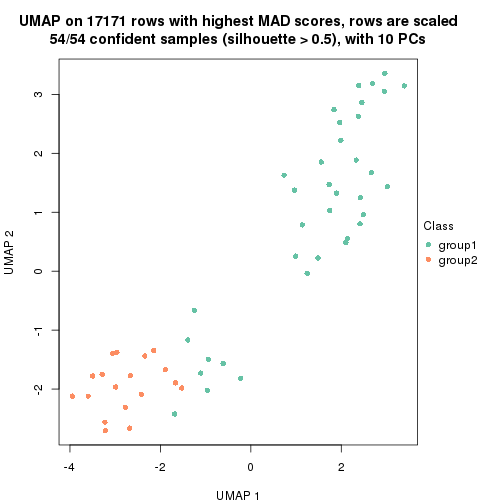 UMAP on 17171 rows with highest MAD scores, rows are scaled
54/54 confident samples (silhouette > 0.5), with 10 PCs
3
2
1
0
-1
-2
UMAP 2
-4
-2
0
2
UMAP 1
Class
group1
group2